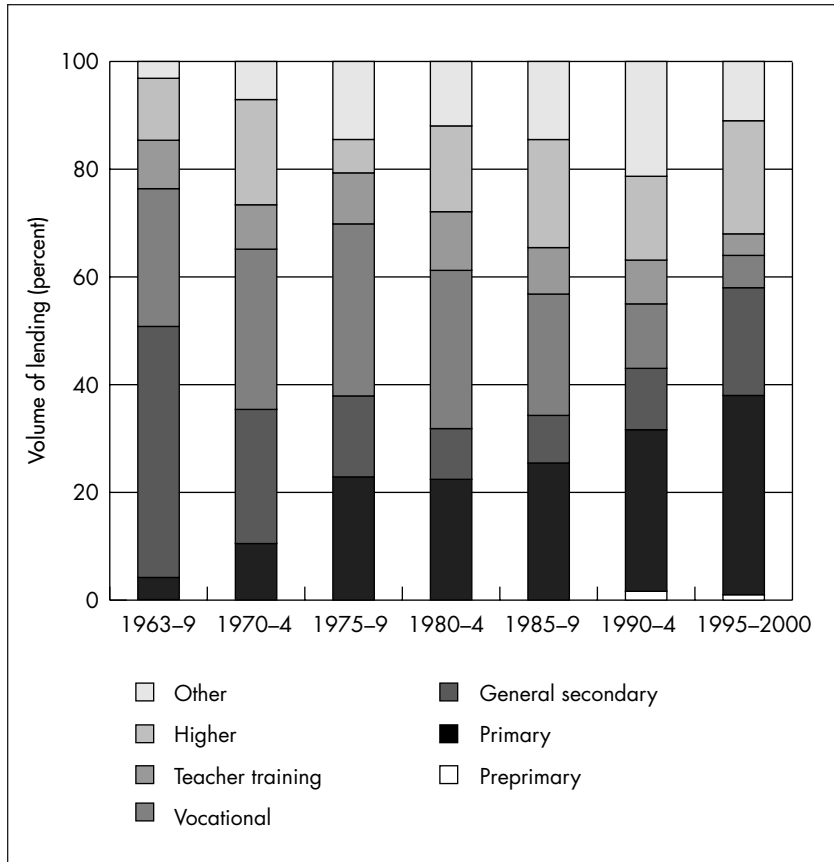 Volume of lending (percent)
100
80
60
40
20
0
1963–9 1970–4 1975–9 1980–4 1985–9 1990–4 1995–2000
Other
Higher
Teacher training
Vocational
General secondary
Primary
Preprimary